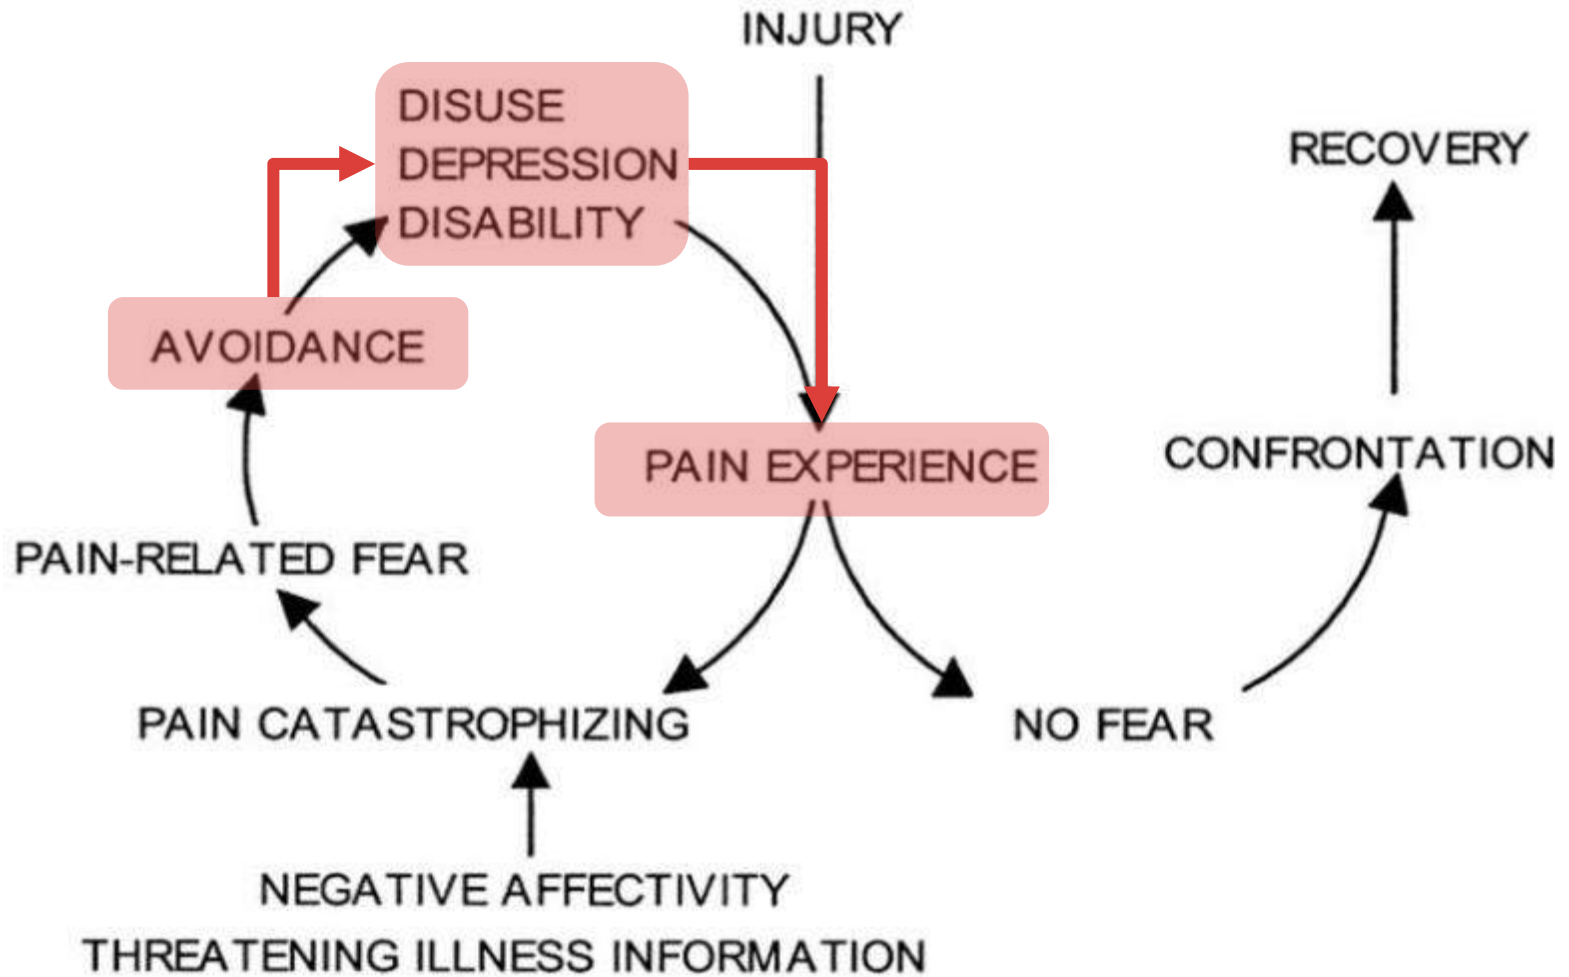 INJURY
DISUSE
DEPRESSION
DISABILITY
RECOVERY
AVOIDANCE
PAIN EXPERIENCE
CONFRONTATION
PAIN-RELATED FEAR
PAIN CATASTROPHIZING
NO FEAR
NEGATIVE AFFECTIVITY
THREATENING ILLNESS INFORMATION